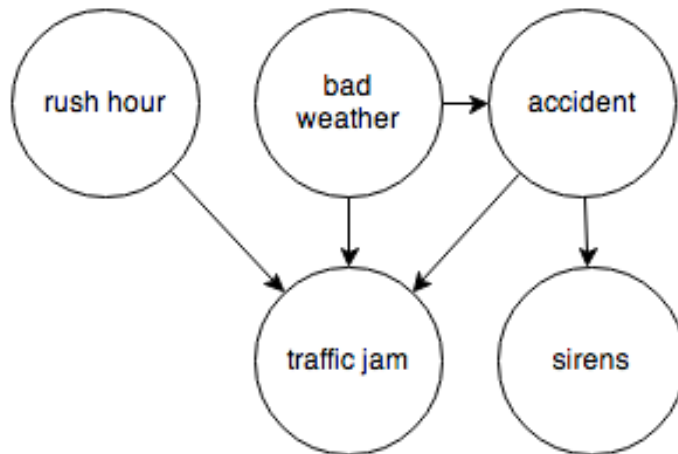 rush hour
bad
weather
accident
traffic jam
sirens